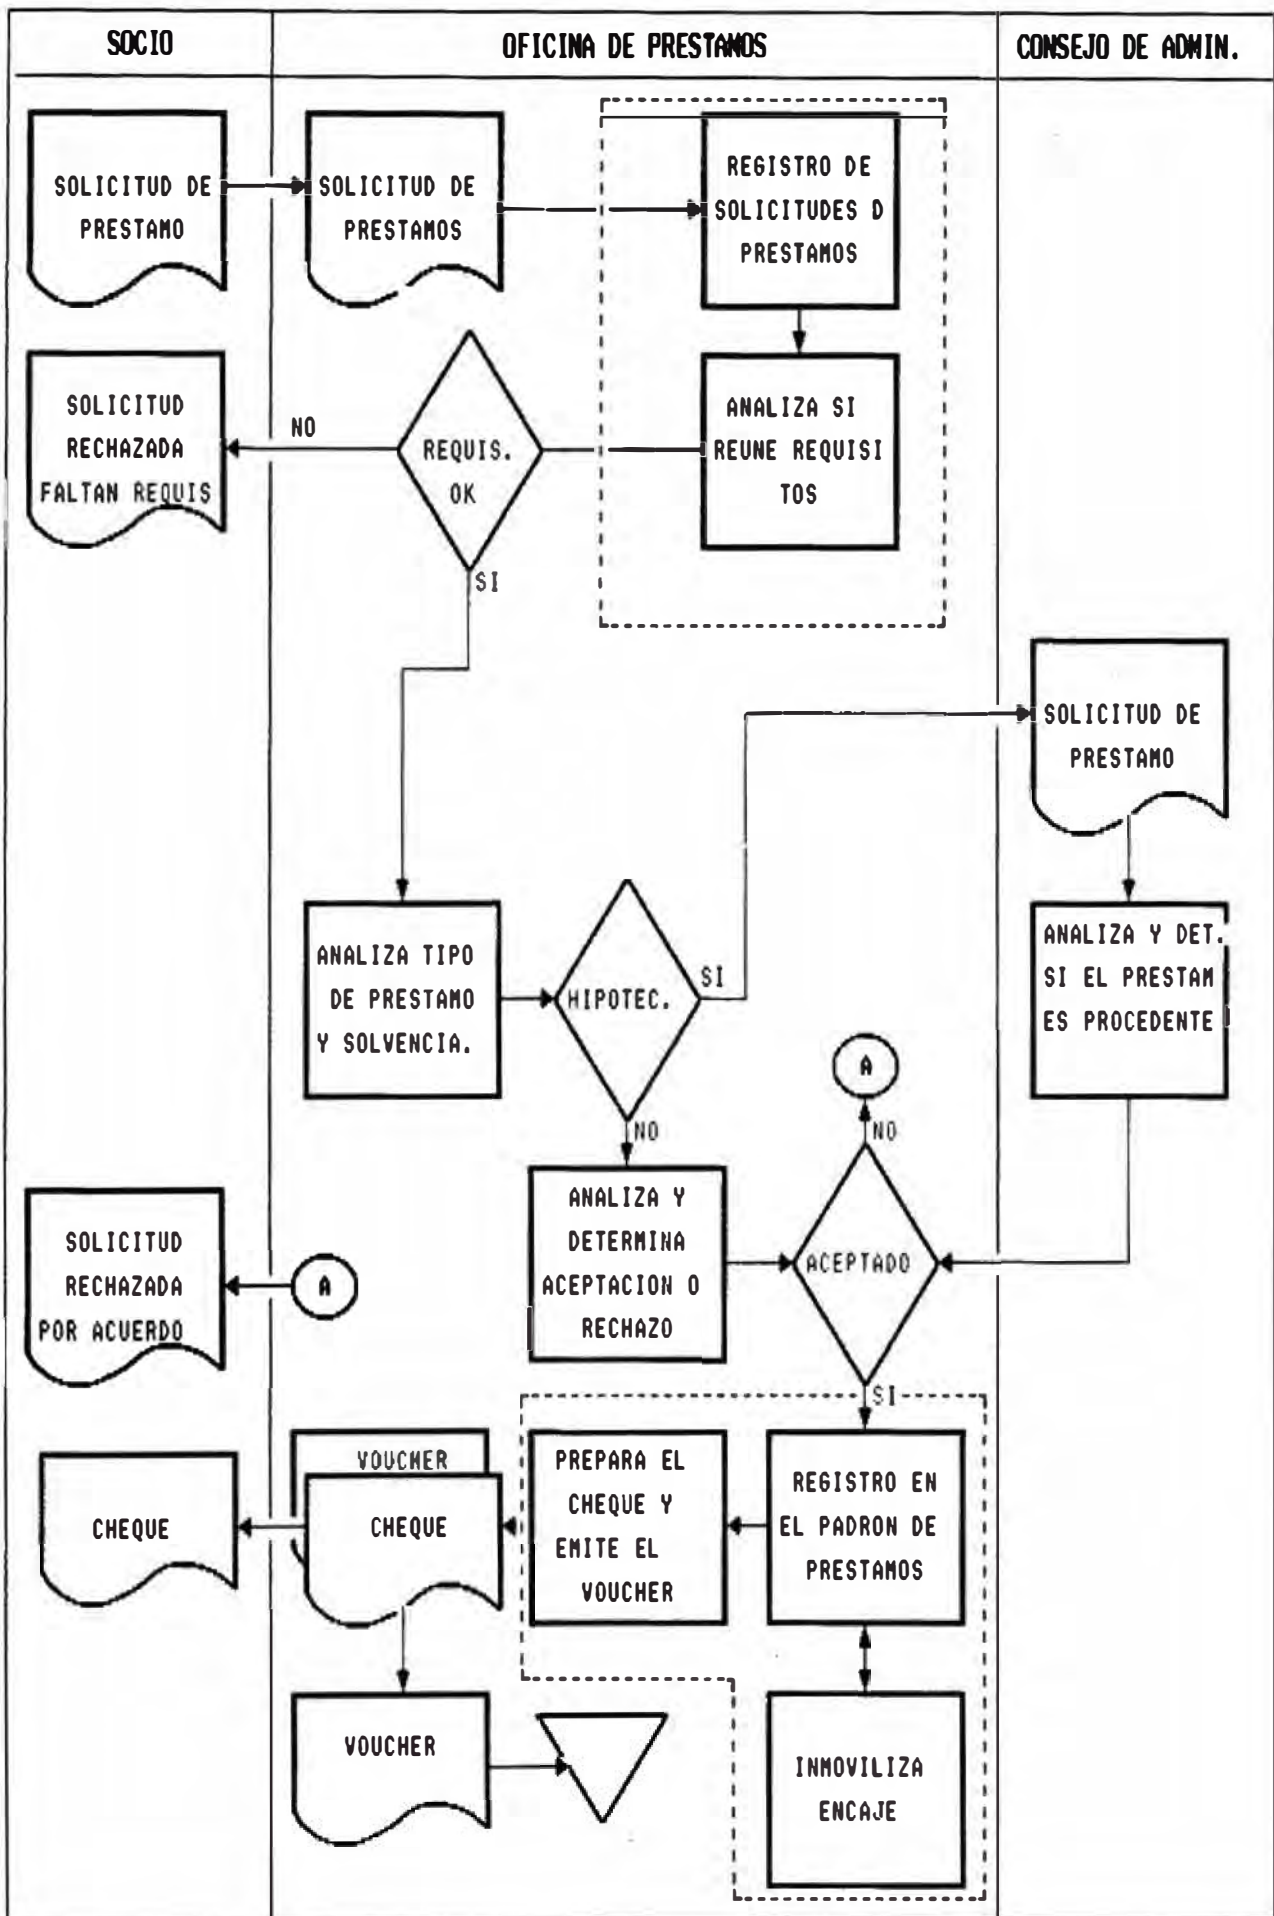 SOCIO
OFICINA DE PRESTAMOS
CONSEJO DE ADMIN.
SOLICITUD DE
PRESTAMO
SOLICITUD DE
PRESTAMOS
REGISTRO DE
SOLICITUDES D
PRESTAMOS
SOLICITUD
RECHAZADA
FALTAN REQUIS
NO
REQUIS.
OK
SI
ANALIZA SI
REUNE REQUISI
TOS
SOLICITUD DE
PRESTAMO
ANALIZA TIPO
DE PRESTAMO
Y SOLVENCIA.
HIPOTEC.
SI
NO
ANALIZA Y DET.
SI EL PRESTAM
ES PROCEDENTE
A
NO
ANALIZA Y
DETERMINA
ACEPTACION O
RECHAZO
ACEPTADO
SI
SOLICITUD
RECHAZADA
POR ACUERDO
A
CHEQUE
VOUCHER
CHEQUE
PREPARA EL
CHEQUE Y
EMITE EL
VOUCHER
REGISTRO EN
EL PADRON DE
PRESTAMOS
VOUCHER
INMOVILIZA
ENCAJE